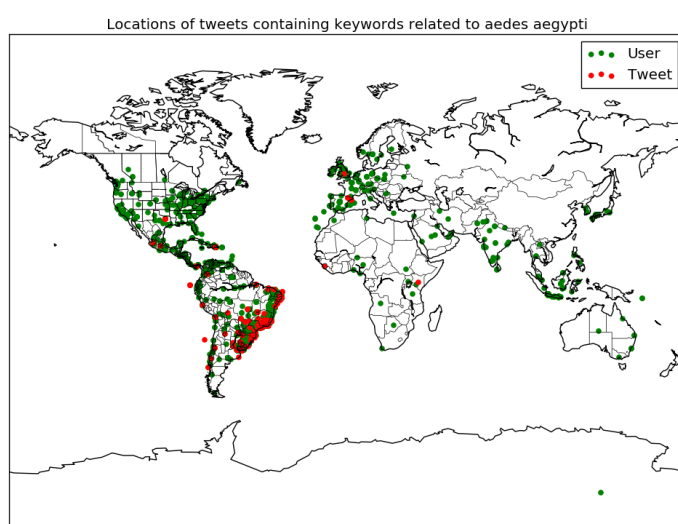 Locations of tweets containing keywords related to aedes aegypti
User
Tweet